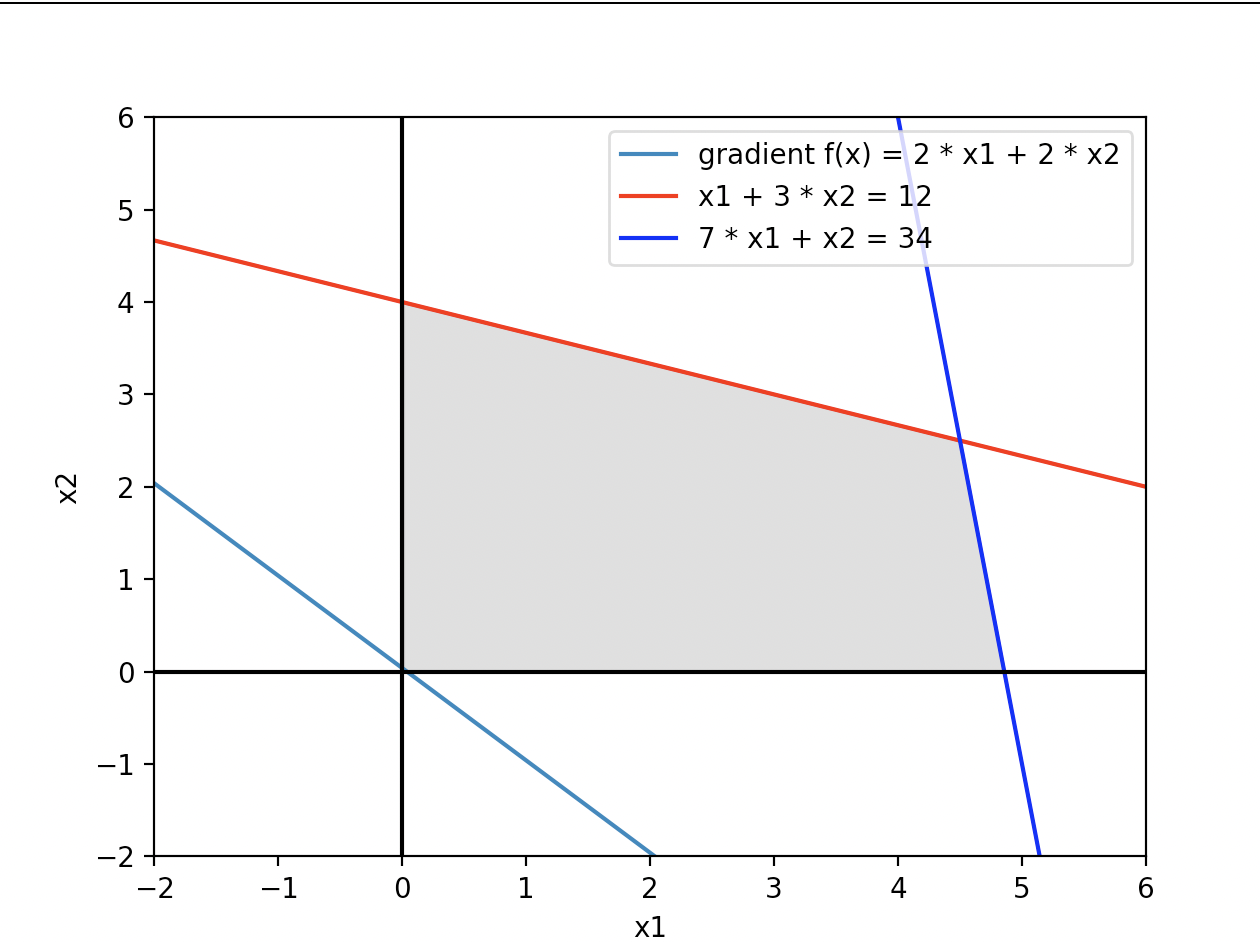 6
5
4
3
2
1
0
−1
−2
x2
gradient f(x) = 2 * x1 + 2 * x2
x1 + 3 * x2 = 12
7 * x1 + x2 = 34
−2 −1 0 1 2 3 4 5 6
x1